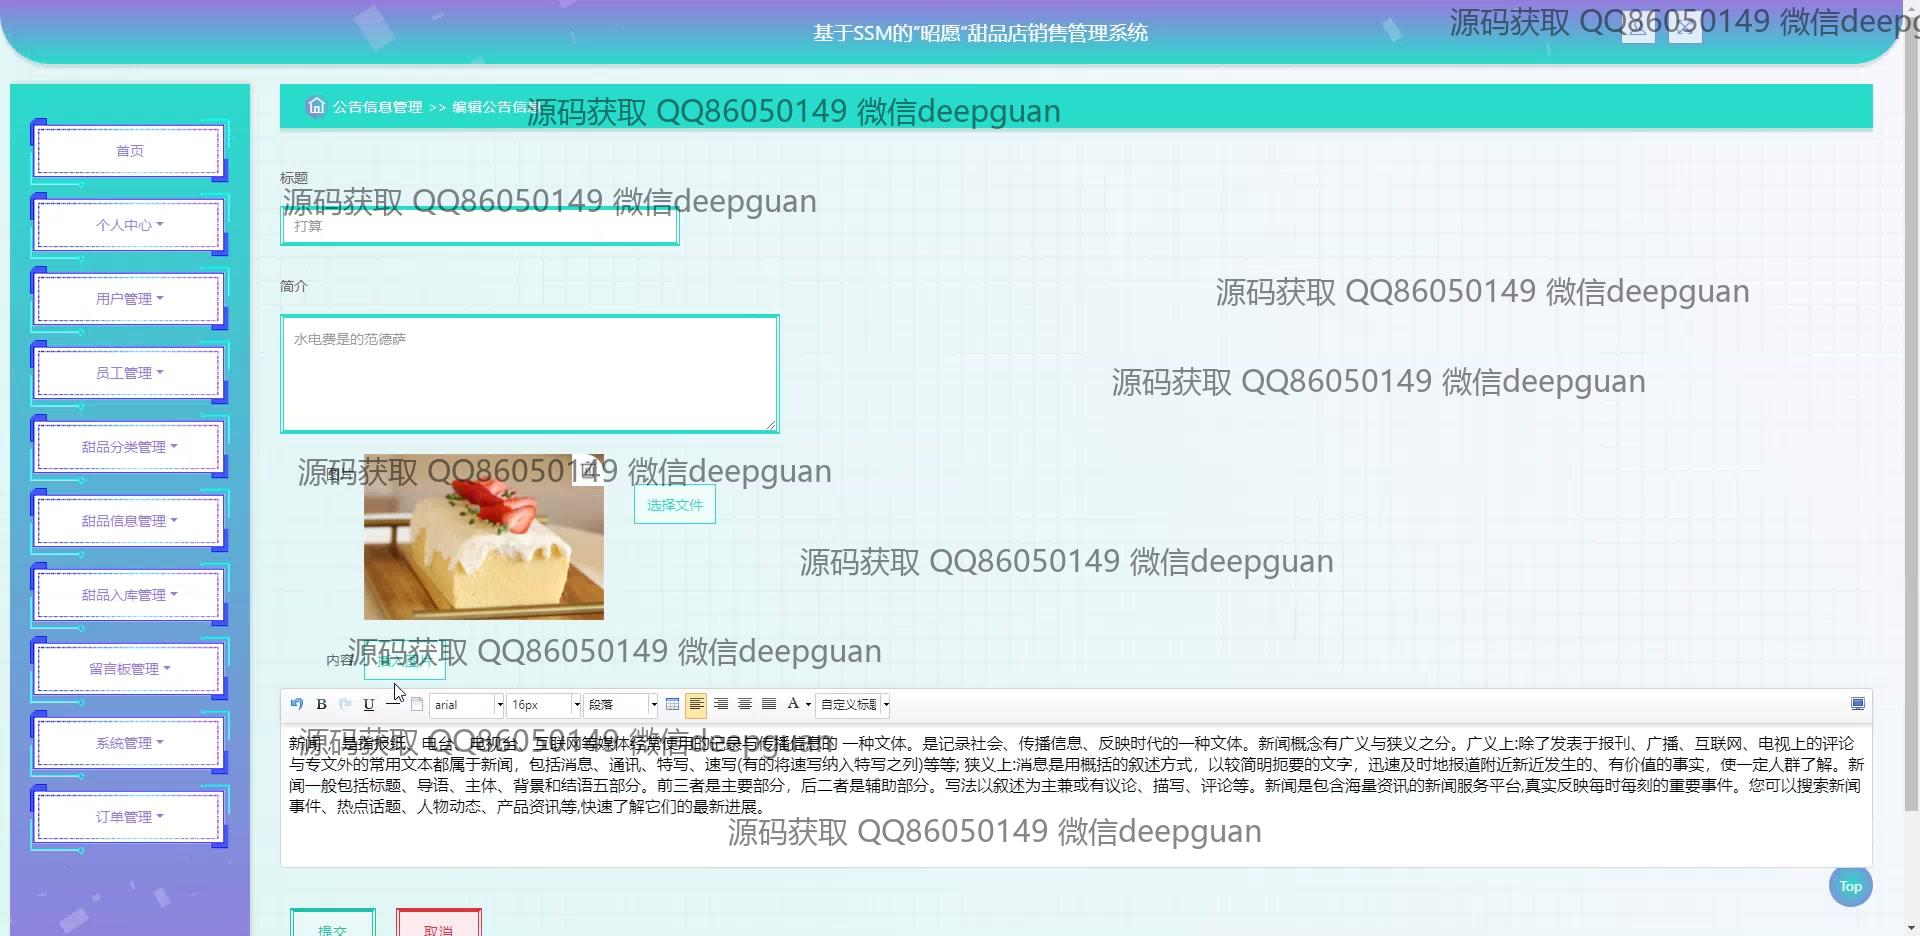 基于SSM的“昭愿”甜品店销售管理系统
源码获取 QQ86050149 微信deepg
公告信息管理 >> 编辑公告信息
源码获取 QQ86050149 微信deepguan
首页
个人中心
用户管理
员工管理
甜品分类管理
甜品信息管理
甜品入库管理
留言板管理
系统管理
订单管理
标题
源码获取 QQ86050149 微信deepguan
打算
简介
源码获取 QQ86050149 微信deepguan
水电费是的范德萨
源码获取 QQ86050149 微信deepguan
图片
源码获取 QQ86050149 微信deepguan
选择文件
源码获取 QQ86050149 微信deepguan
内容
插入图片
源码获取 QQ86050149 微信deepguan
B U arial 16px 段落 A 自定义标题
源码获取 QQ86050149 微信deepguan
新闻，是指报纸、电台、电视台、互联网等媒体经常使用的记录与传播信息的 一种文体。是记录社会、传播信息、反映时代的一种文体。新闻概念有广义与狭义之分。广义上:除了发表于报刊、广播、互联网、电视上的评论
与专文外的常用文本都属于新闻，包括消息、通讯、特写、速写(有的将速写纳入特写之列)等等; 狭义上:消息是用概括的叙述方式，以较简明扼要的文字，迅速及时地报道附近新近发生的、有价值的事实，使一定人群了解。新
闻一般包括标题、导语、主体、背景和结语五部分。前三者是主要部分，后二者是辅助部分。写法以叙述为主兼或有议论、描写、评论等。新闻是包含海量资讯的新闻服务平台,真实反映每时每刻的重要事件。您可以搜索新闻
事件、热点话题、人物动态、产品资讯等,快速了解它们的最新进展。
源码获取 QQ86050149 微信deepguan
Top
提交
取消